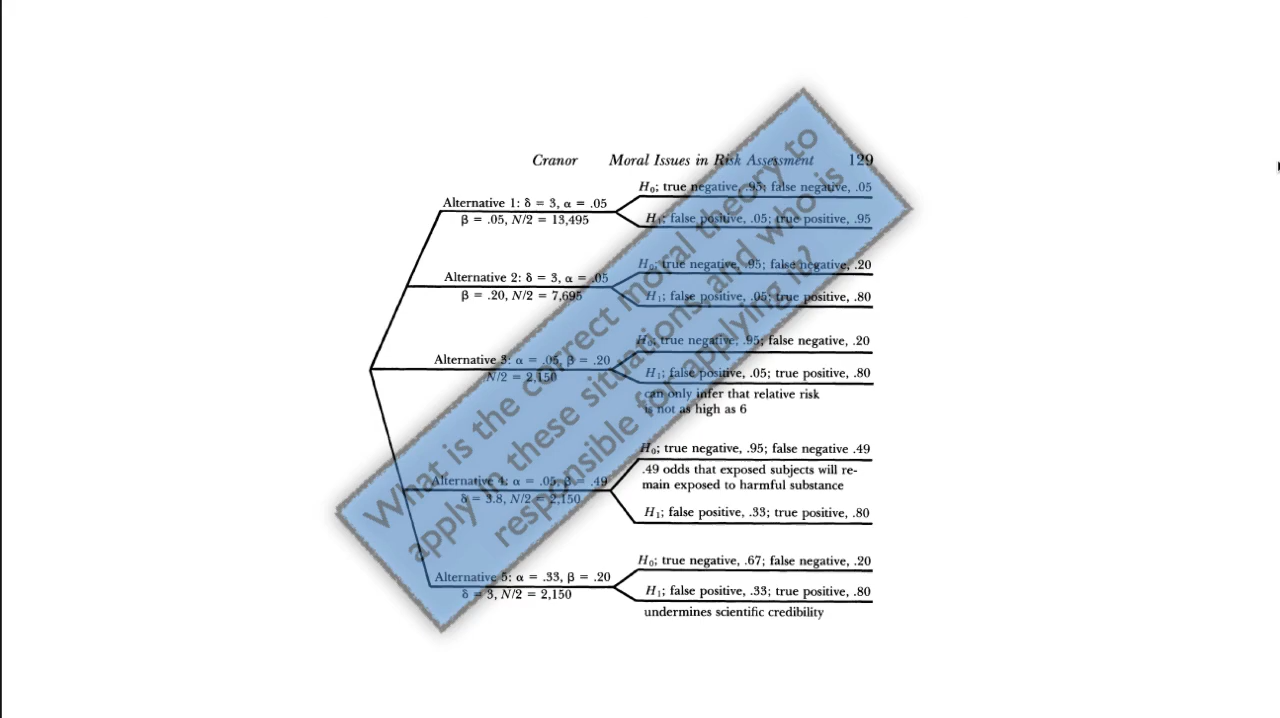 Cranor Moral Issues in Risk Assessment 129
Alternative 1: δ = 3, α = .05
β = .05, N/2 = 13,495
H₀; true negative, .95; false negative, .05
H₁: false positive, .05; true positive, .95
Alternative 2: δ = 3, α = .05
β = .20, N/2 = 7,695
H₀; true negative, .95; false negative, .20
H₁; false positive, .05; true positive, .80
Alternative 3: α = .05, β = .20
N/2 = 2,150
H₀; true negative, .95; false negative, .20
H₁; false positive, .05; true positive, .80
can only infer that relative risk
is not as high as 6
Alternative 4: α = .05, β = .49
δ = 3.8, N/2 = 2,150
H₀; true negative, .95; false negative .49
.49 odds that exposed subjects will re-
main exposed to harmful substance
H₁; false positive, .33; true positive, .80
Alternative 5: α = .33, β = .20
δ = 3, N/2 = 2,150
H₀; true negative, .67; false negative, .20
H₁; false positive, .33; true positive, .80
undermines scientific credibility
What is the correct moral theory to
apply in these situations, and who is
responsible for applying it?